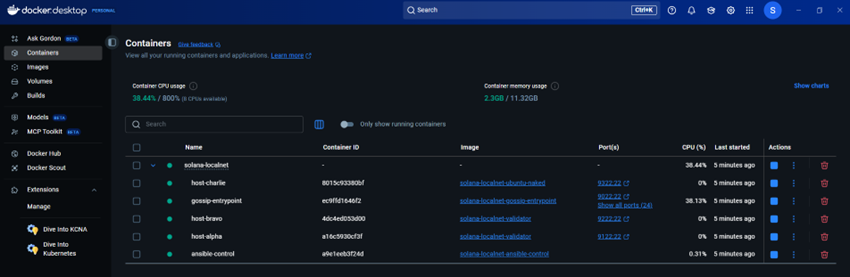 docker.desktop PERSONAL Search Ctrl+K S
Ask Gordon BETA
Containers
Images
Volumes
Builds
Models BETA
MCP Toolkit BETA
Docker Hub
Docker Scout
Extensions
Manage
Dive Into KCNA
Dive Into
Kubernetes
Containers Give feedback
View all your running containers and applications. Learn more
Container CPU usage
38.44% / 800% (8 CPUs available)
Container memory usage
2.3GB / 11.32GB
Show charts
Search Only show running containers
Name Container ID Image Port(s) CPU (%) Last started Actions
solana-localnet - - - 38.44% 5 minutes ago
host-charlie 8015c93380bf solana-localnet-ubuntu-naked 9322:22 0% 5 minutes ago
gossip-entrypoint ec9ffd1646f2 solana-localnet-gossip-entrypoint 9022:22 38.13% 5 minutes ago
Show all ports (24)
host-bravo 4dc4ed053d00 solana-localnet-validator 9222:22 0% 5 minutes ago
host-alpha a16c5930cf3f solana-localnet-validator 9122:22 0% 5 minutes ago
ansible-control a9e1eeb3f24d solana-localnet-ansible-control 0.31% 5 minutes ago